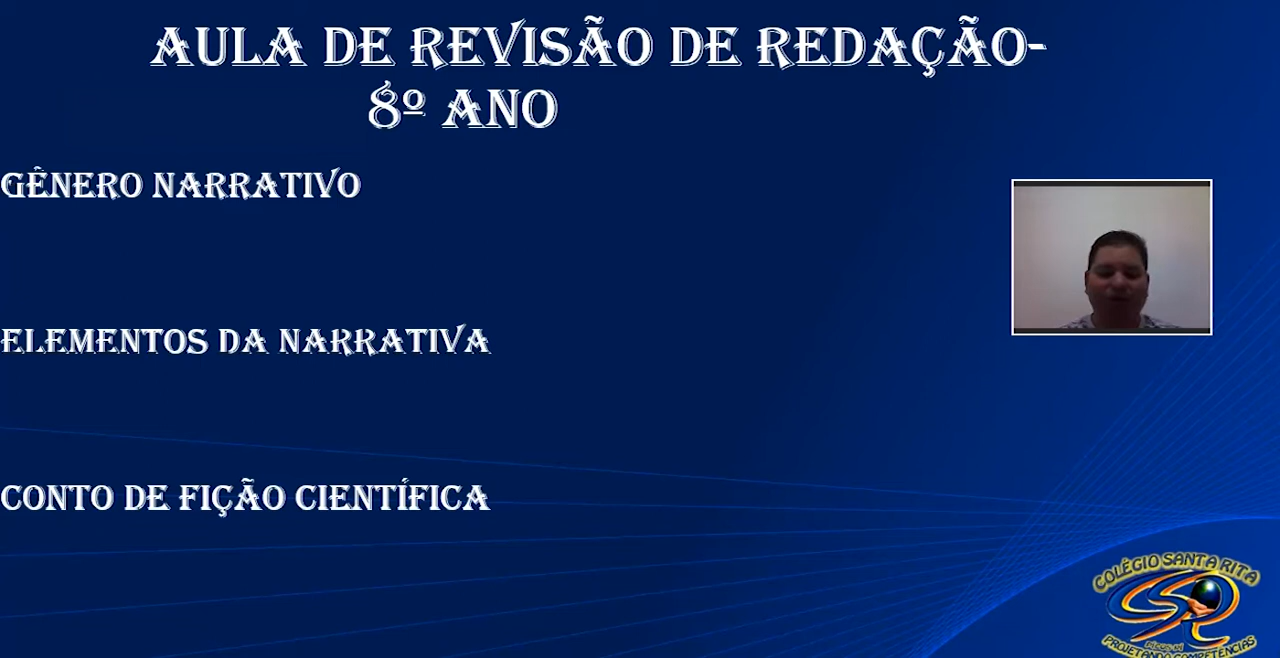 AULA DE REVISÃO DE REDAÇÃO-
8º ANO
GÊNERO NARRATIVO
ELEMENTOS DA NARRATIVA
CONTO DE FIÇÃO CIENTÍFICA
COLÉGIO SANTA RITA
CSR
PROJETANDO COMPETÊNCIAS